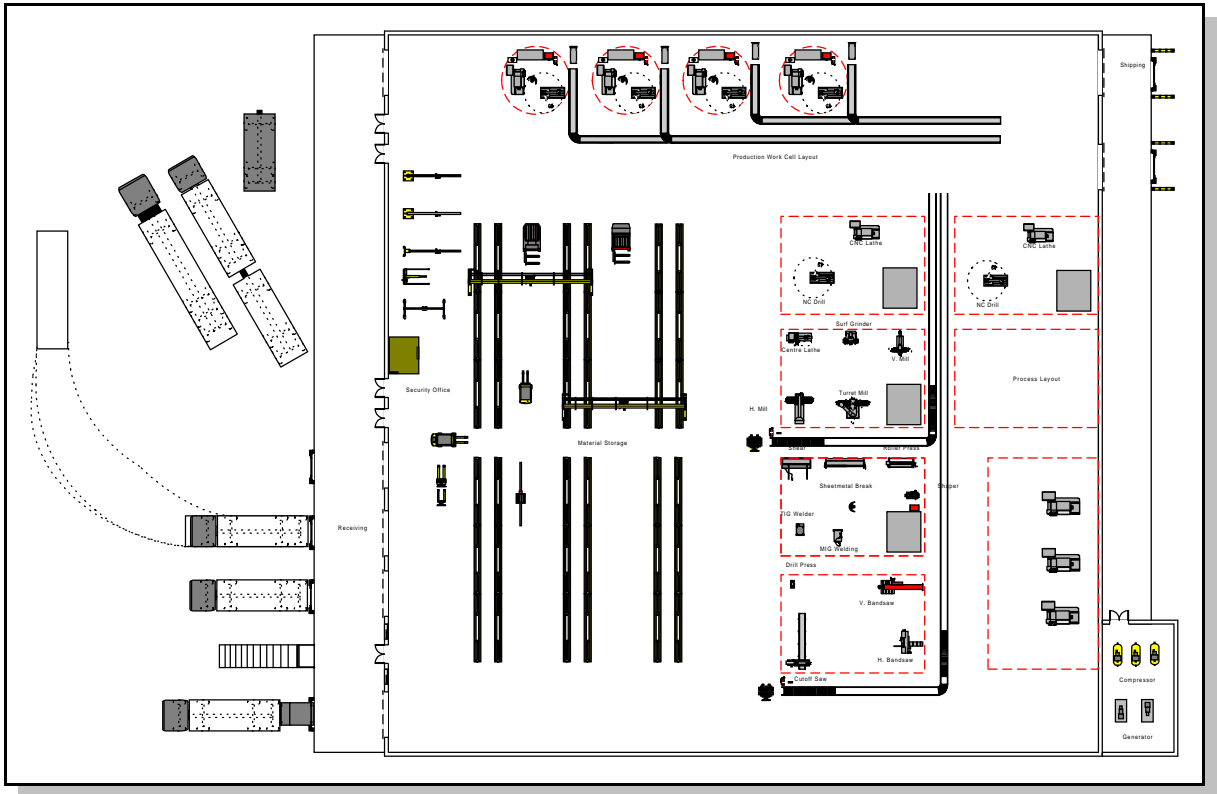 Shipping
Production Work Cell Layout
CNC Lathe
CNC Lathe
NC Drill
NC Drill
Surf Grinder
Centre Lathe
V. Mill
Process Layout
Security Office
Turret Mill
H. Mill
Material Storage
Shear
Roller Press
Sheetmetal Break
Shaper
TIG Welder
Receiving
MIG Welding
Drill Press
V. Bandsaw
H. Bandsaw
Cutoff Saw
Compressor
Generator